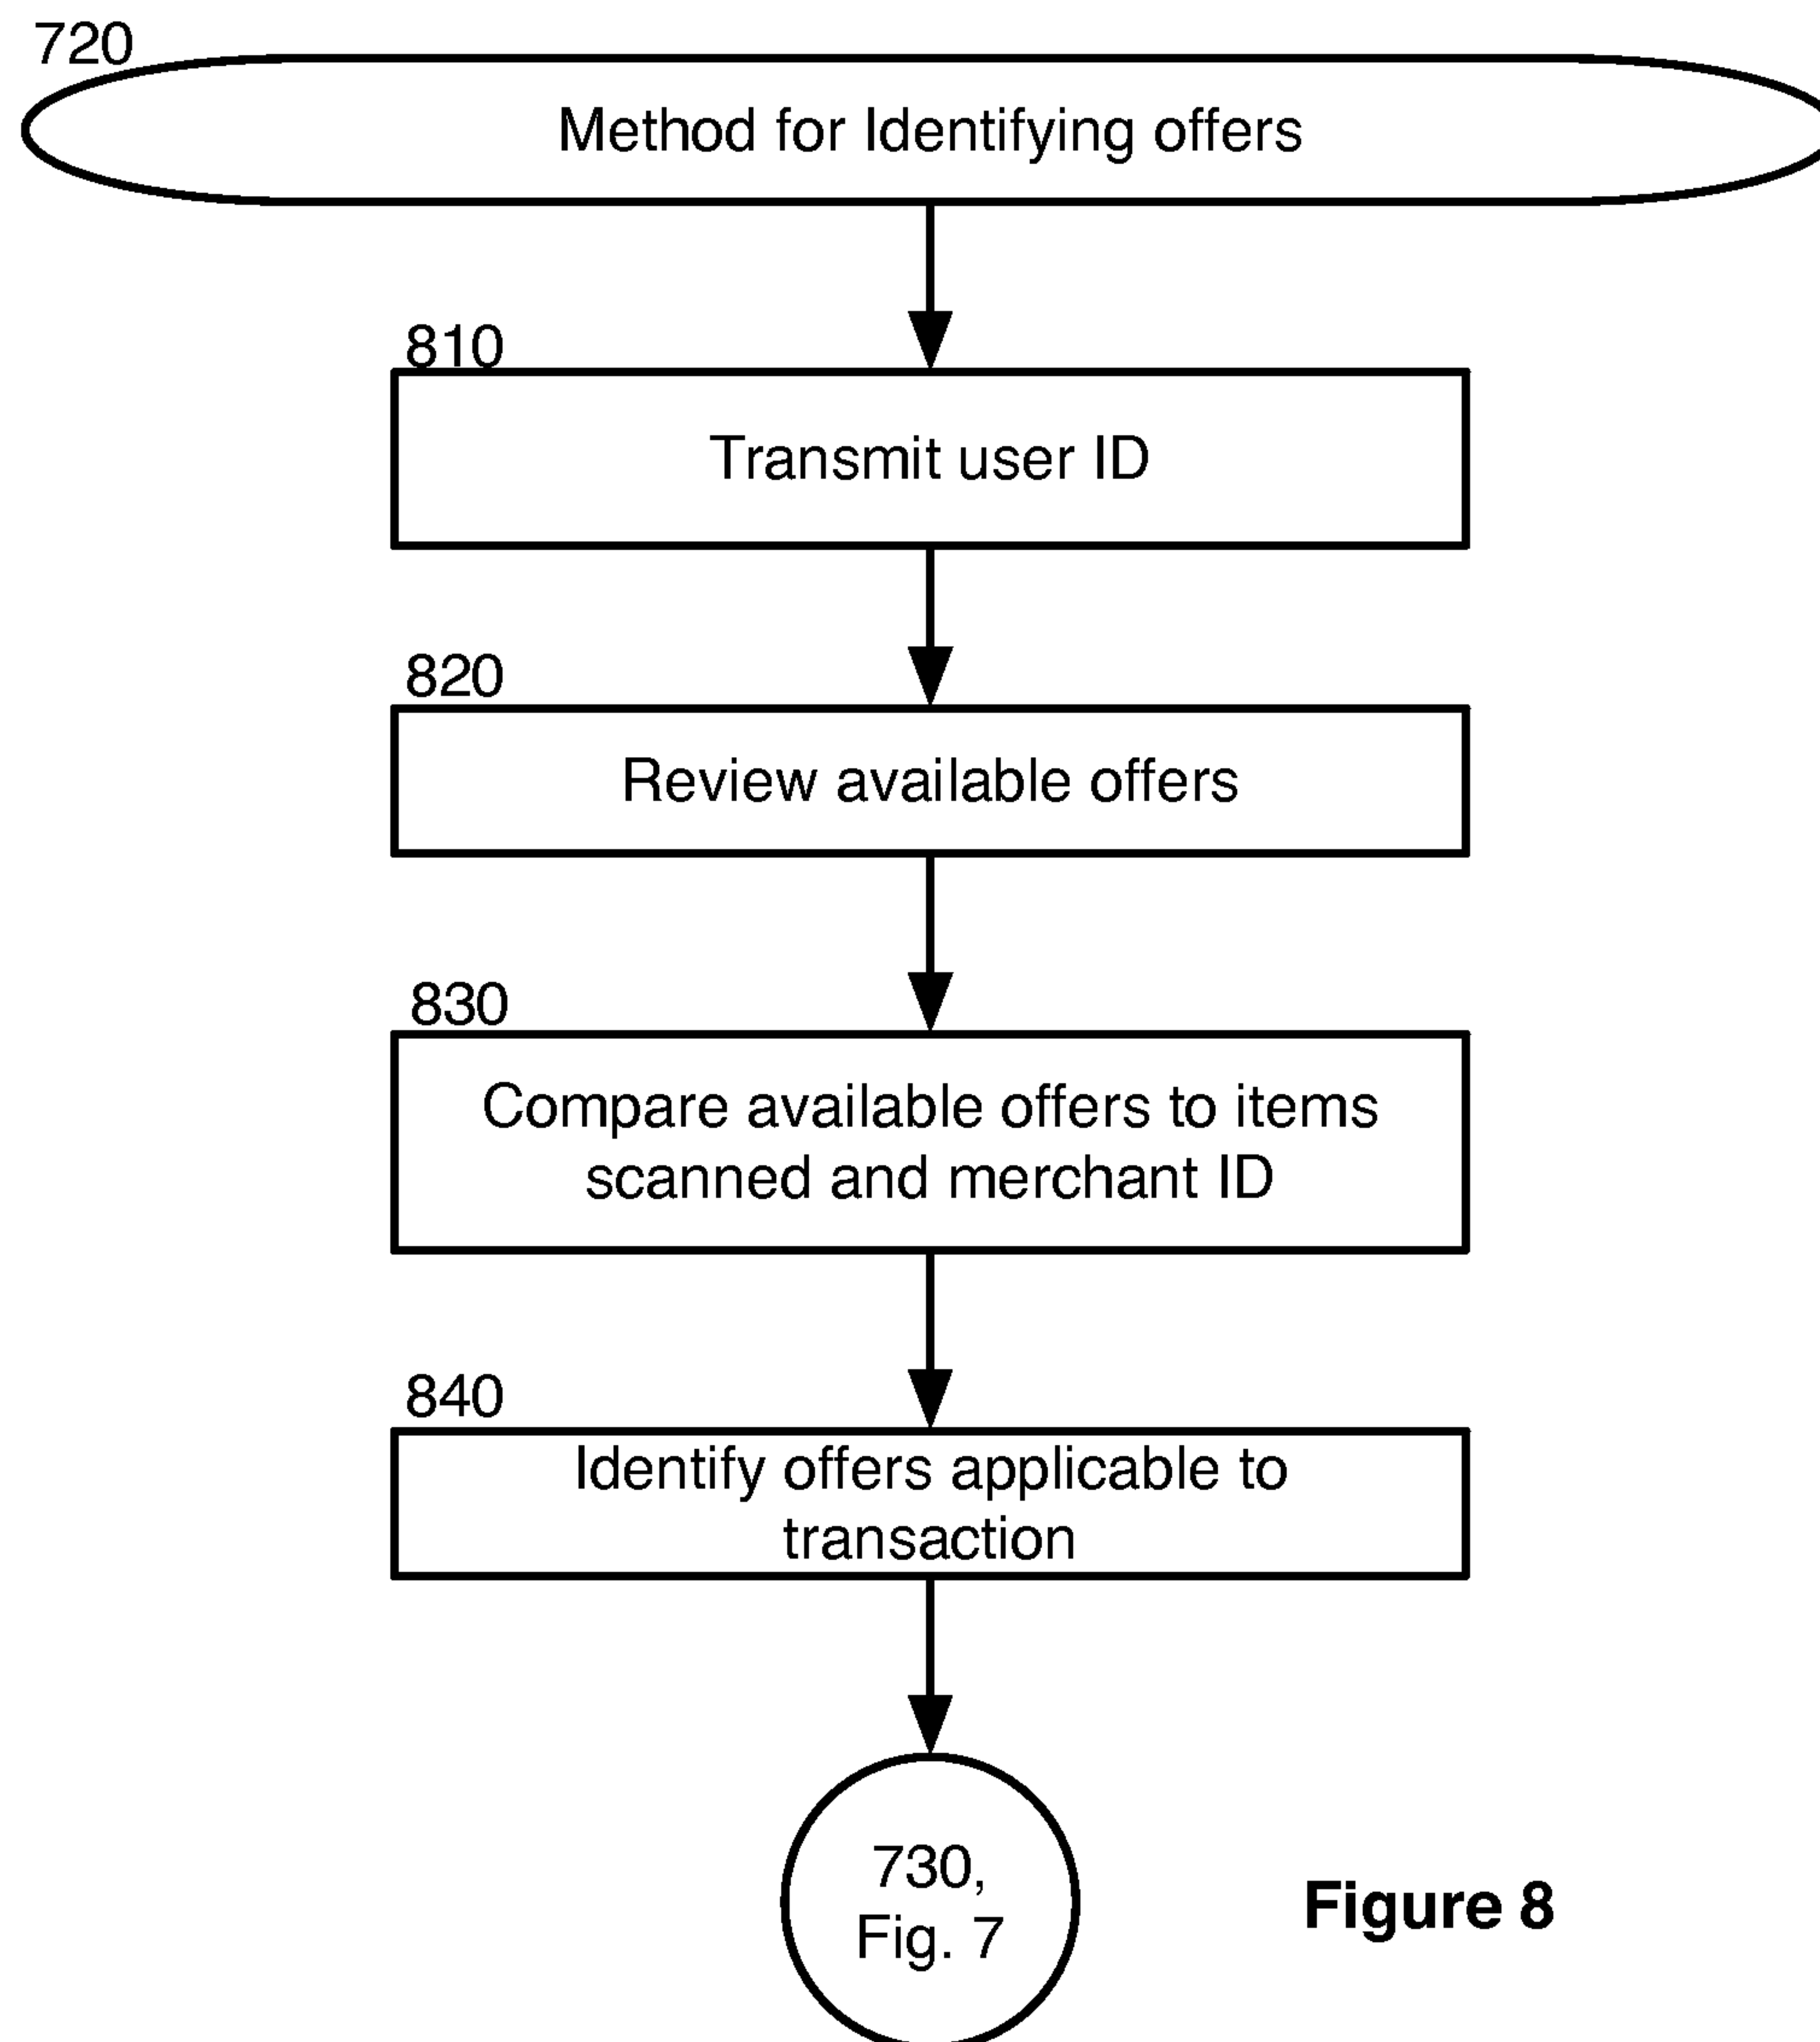 720
Method for Identifying offers
810
Transmit user ID
820
Review available offers
830
Compare available offers to items
scanned and merchant ID
840
Identify offers applicable to
transaction
730,
Fig. 7
Figure 8